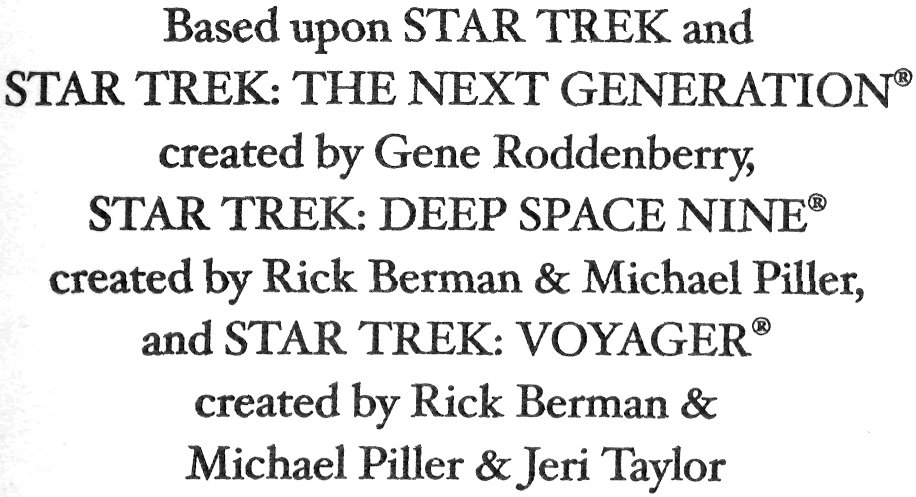 Based upon STAR TREK and
STAR TREK: THE NEXT GENERATION®
created by Gene Roddenberry,
STAR TREK: DEEP SPACE NINE®
created by Rick Berman & Michael Piller,
and STAR TREK: VOYAGER®
created by Rick Berman &
Michael Piller & Jeri Taylor